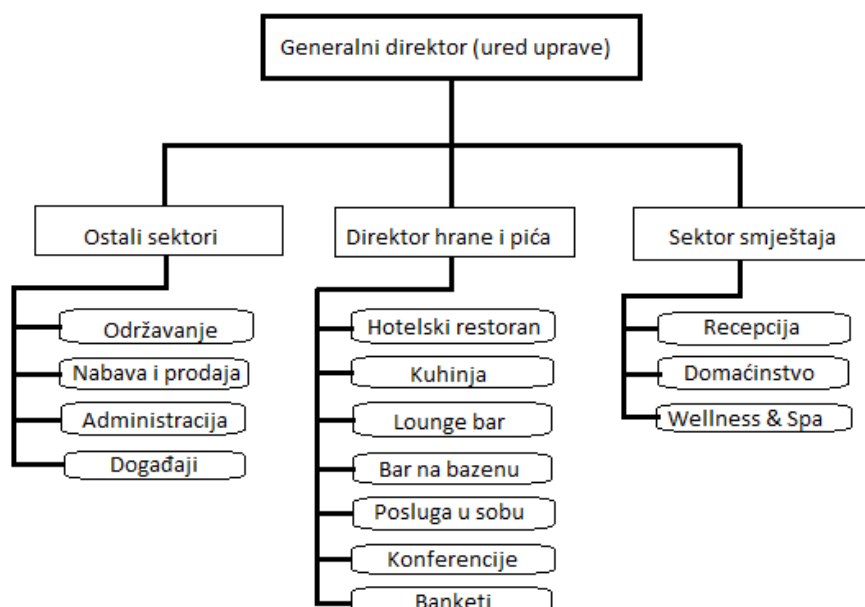 Generalni direktor (ured uprave)
Ostali sektori
Održavanje
Nabava i prodaja
Administracija
Događaji
Direktor hrane i pića
Hotelski restoran
Kuhinja
Lounge bar
Bar na bazenu
Posluga u sobu
Konferencije
Banketi
Sektor smještaja
Recepcija
Domaćinstvo
Wellness & Spa